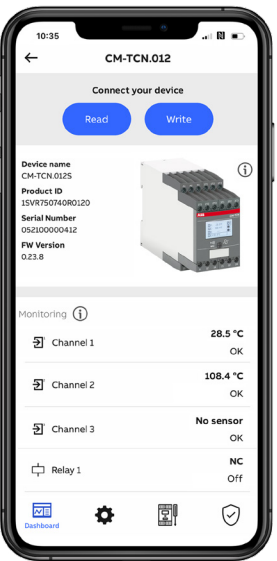 10:35
CM-TCN.012
Connect your device
Read Write
Device name
CM-TCN.012S
Product ID
1SVR750740R0120
Serial Number
052100000412
FW Version
0.23.8
ABB
Monitoring
Channel 1
28.5 °C
OK
Channel 2
108.4 °C
OK
Channel 3
No sensor
OK
Relay 1
NC
Off
Dashboard